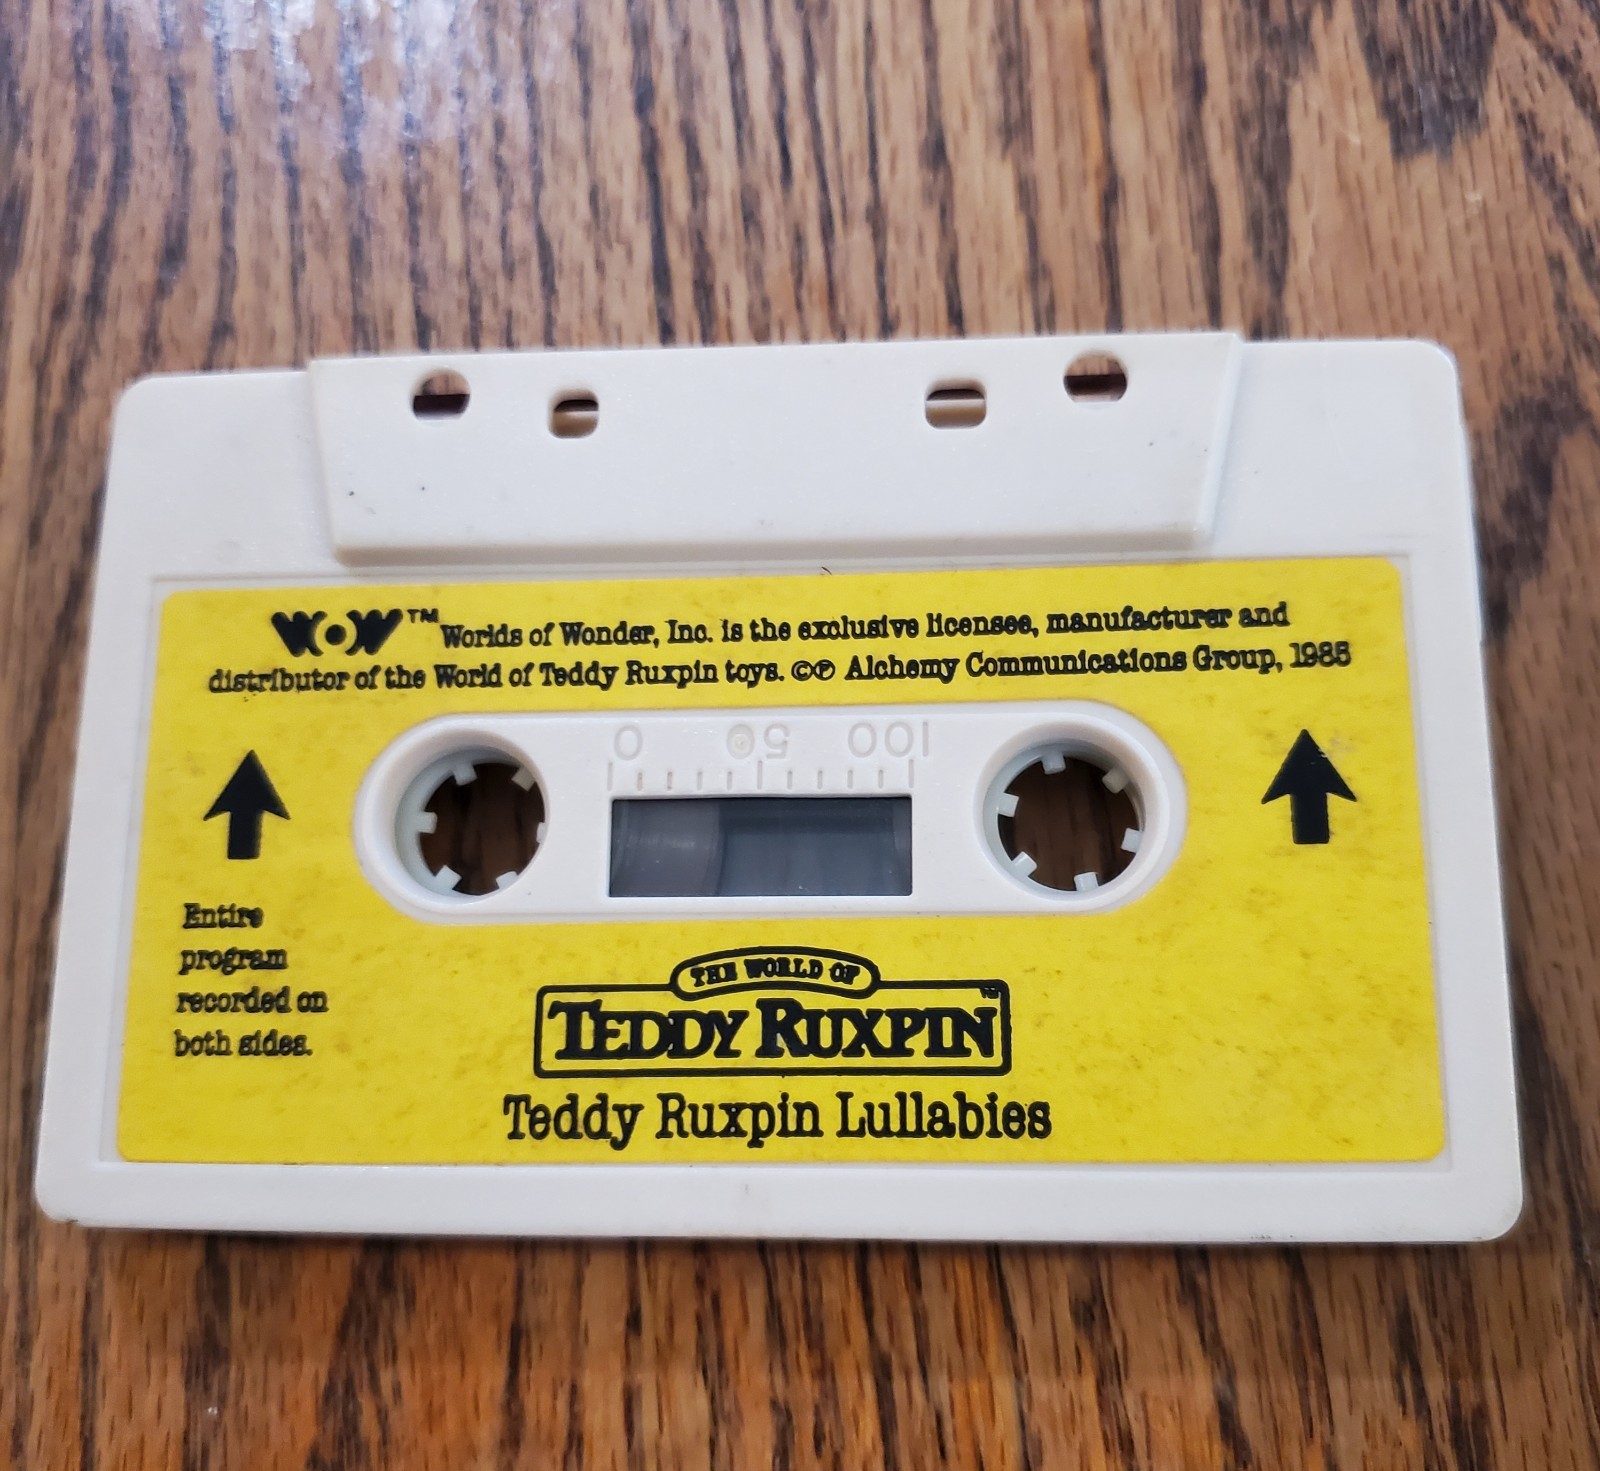 WOW™ Worlds of Wonder, Inc. is the exclusive licensee, manufacturer and
distributor of the World of Teddy Ruxpin toys. ©℗ Alchemy Communications Group, 1985
0 50 100
Entire
program
recorded on
both sides.
THE WORLD OF
TEDDY RUXPIN™
Teddy Ruxpin Lullabies